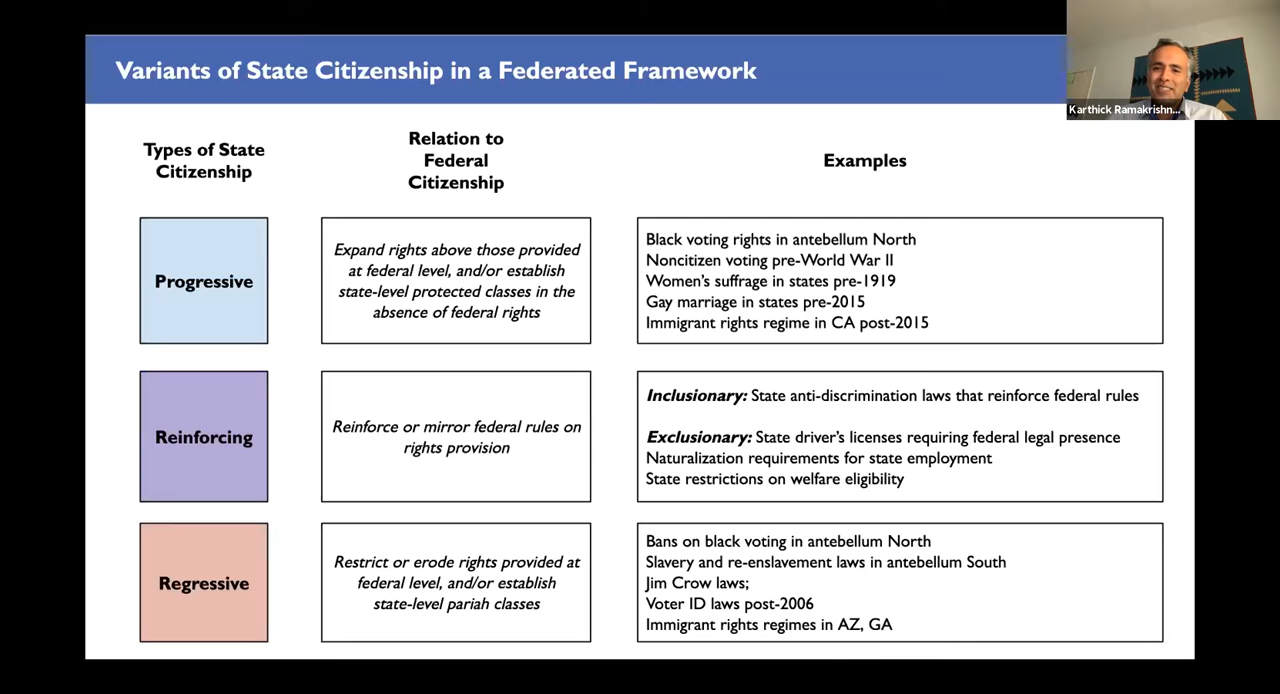 Variants of State Citizenship in a Federated Framework
Karthick Ramakrishn...
Types of State
Citizenship
Relation to
Federal
Citizenship
Examples
Progressive
Expand rights above those provided
at federal level, and/or establish
state-level protected classes in the
absence of federal rights
Black voting rights in antebellum North
Noncitizen voting pre-World War II
Women's suffrage in states pre-1919
Gay marriage in states pre-2015
Immigrant rights regime in CA post-2015
Reinforcing
Reinforce or mirror federal rules on
rights provision
Inclusionary: State anti-discrimination laws that reinforce federal rules
Exclusionary: State driver's licenses requiring federal legal presence
Naturalization requirements for state employment
State restrictions on welfare eligibility
Regressive
Restrict or erode rights provided at
federal level, and/or establish
state-level pariah classes
Bans on black voting in antebellum North
Slavery and re-enslavement laws in antebellum South
Jim Crow laws;
Voter ID laws post-2006
Immigrant rights regimes in AZ, GA